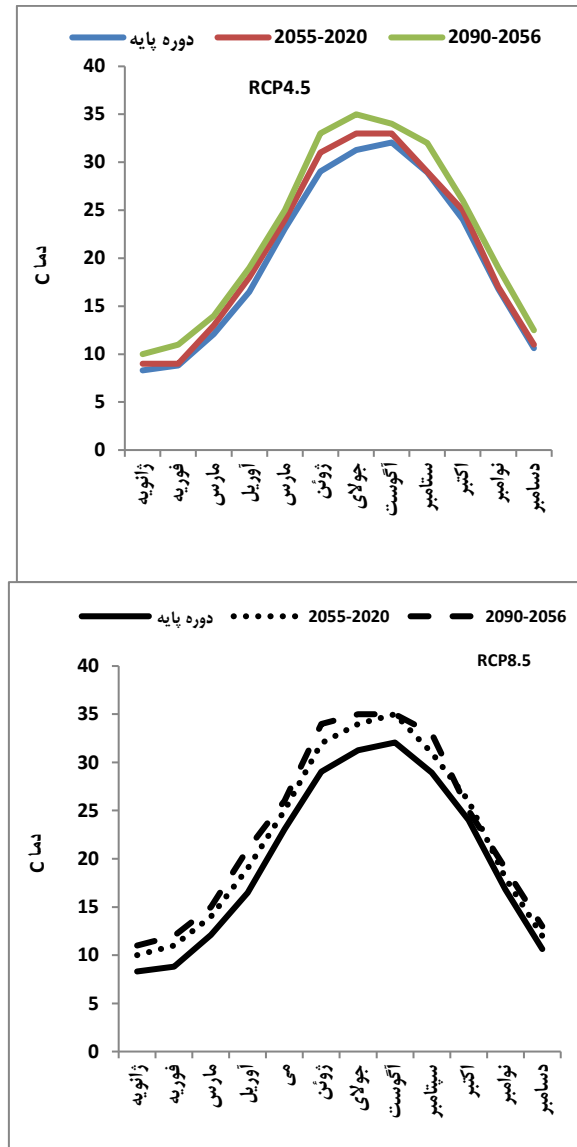 دوره پایه 2055-2020 2090-2056
RCP4.5
40
35
30
25
20
15
10
5
0
دما C
ژانویه
فوریه
مارس
آوریل
مارس
ژوئن
جولای
آگوست
ستامبر
اکتبر
نوامبر
دسامبر
دوره پایه 2055-2020 2090-2056
RCP8.5
40
35
30
25
20
15
10
5
0
دما C
ژانویه
فوریه
مارس
آوریل
می
ژوئن
جولای
آگوست
سپتامبر
اکتبر
نوامبر
دسامبر